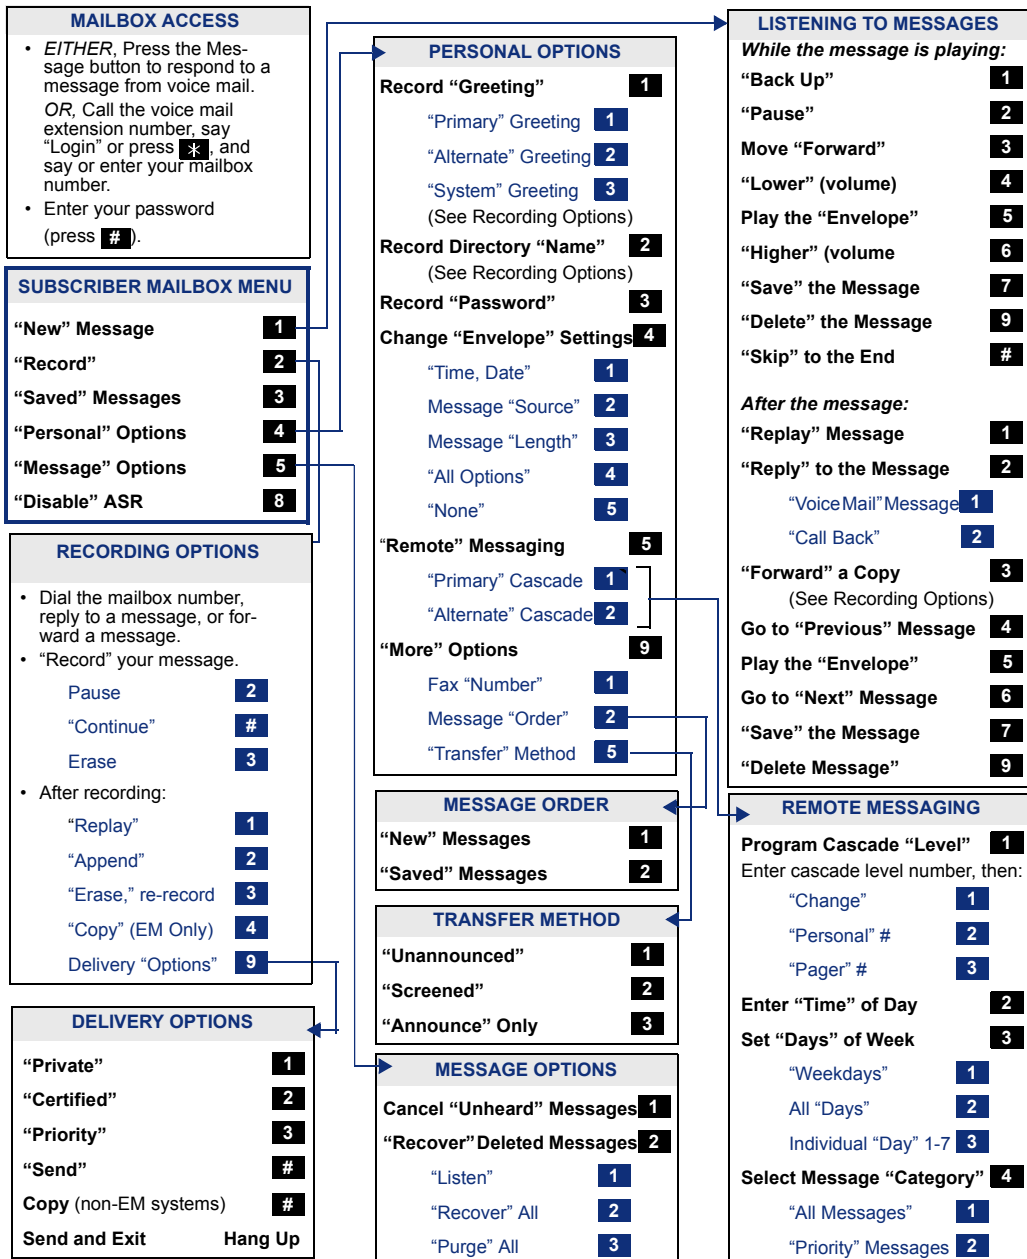 MAILBOX ACCESS
• EITHER, Press the Mes-
sage button to respond to a
message from voice mail.
OR, Call the voice mail
extension number, say
“Login” or press * , and
say or enter your mailbox
number.
• Enter your password
(press # ).
SUBSCRIBER MAILBOX MENU
“New” Message 1
“Record” 2
“Saved” Messages 3
“Personal” Options 4
“Message” Options 5
“Disable” ASR 8
RECORDING OPTIONS
• Dial the mailbox number,
reply to a message, or for-
ward a message.
• “Record” your message.
Pause 2
“Continue” #
Erase 3
• After recording:
“Replay” 1
“Append” 2
“Erase,” re-record 3
“Copy” (EM Only) 4
Delivery “Options” 9
DELIVERY OPTIONS
“Private” 1
“Certified” 2
“Priority” 3
“Send” #
Copy (non-EM systems) #
Send and Exit Hang Up
PERSONAL OPTIONS
Record “Greeting” 1
“Primary” Greeting 1
“Alternate” Greeting 2
“System” Greeting 3
(See Recording Options)
Record Directory “Name” 2
(See Recording Options)
Record “Password” 3
Change “Envelope” Settings 4
“Time, Date” 1
Message “Source” 2
Message “Length” 3
“All Options” 4
“None” 5
“Remote” Messaging 5
“Primary” Cascade 1
“Alternate” Cascade 2
“More” Options 9
Fax “Number” 1
Message “Order” 2
“Transfer” Method 5
MESSAGE ORDER
“New” Messages 1
“Saved” Messages 2
TRANSFER METHOD
“Unannounced” 1
“Screened” 2
“Announce” Only 3
MESSAGE OPTIONS
Cancel “Unheard” Messages 1
“Recover” Deleted Messages 2
“Listen” 1
“Recover” All 2
“Purge” All 3
LISTENING TO MESSAGES
While the message is playing:
“Back Up” 1
“Pause” 2
Move “Forward” 3
“Lower” (volume) 4
Play the “Envelope” 5
“Higher” (volume 6
“Save” the Message 7
“Delete” the Message 9
“Skip” to the End #
After the message:
“Replay” Message 1
“Reply” to the Message 2
“Voice Mail” Message 1
“Call Back” 2
“Forward” a Copy 3
(See Recording Options)
Go to “Previous” Message 4
Play the “Envelope” 5
Go to “Next” Message 6
“Save” the Message 7
“Delete Message” 9
REMOTE MESSAGING
Program Cascade “Level” 1
Enter cascade level number, then:
“Change” 1
“Personal” # 2
“Pager” # 3
Enter “Time” of Day 2
Set “Days” of Week 3
“Weekdays” 1
All “Days” 2
Individual “Day” 1-7 3
Select Message “Category” 4
“All Messages” 1
“Priority” Messages 2